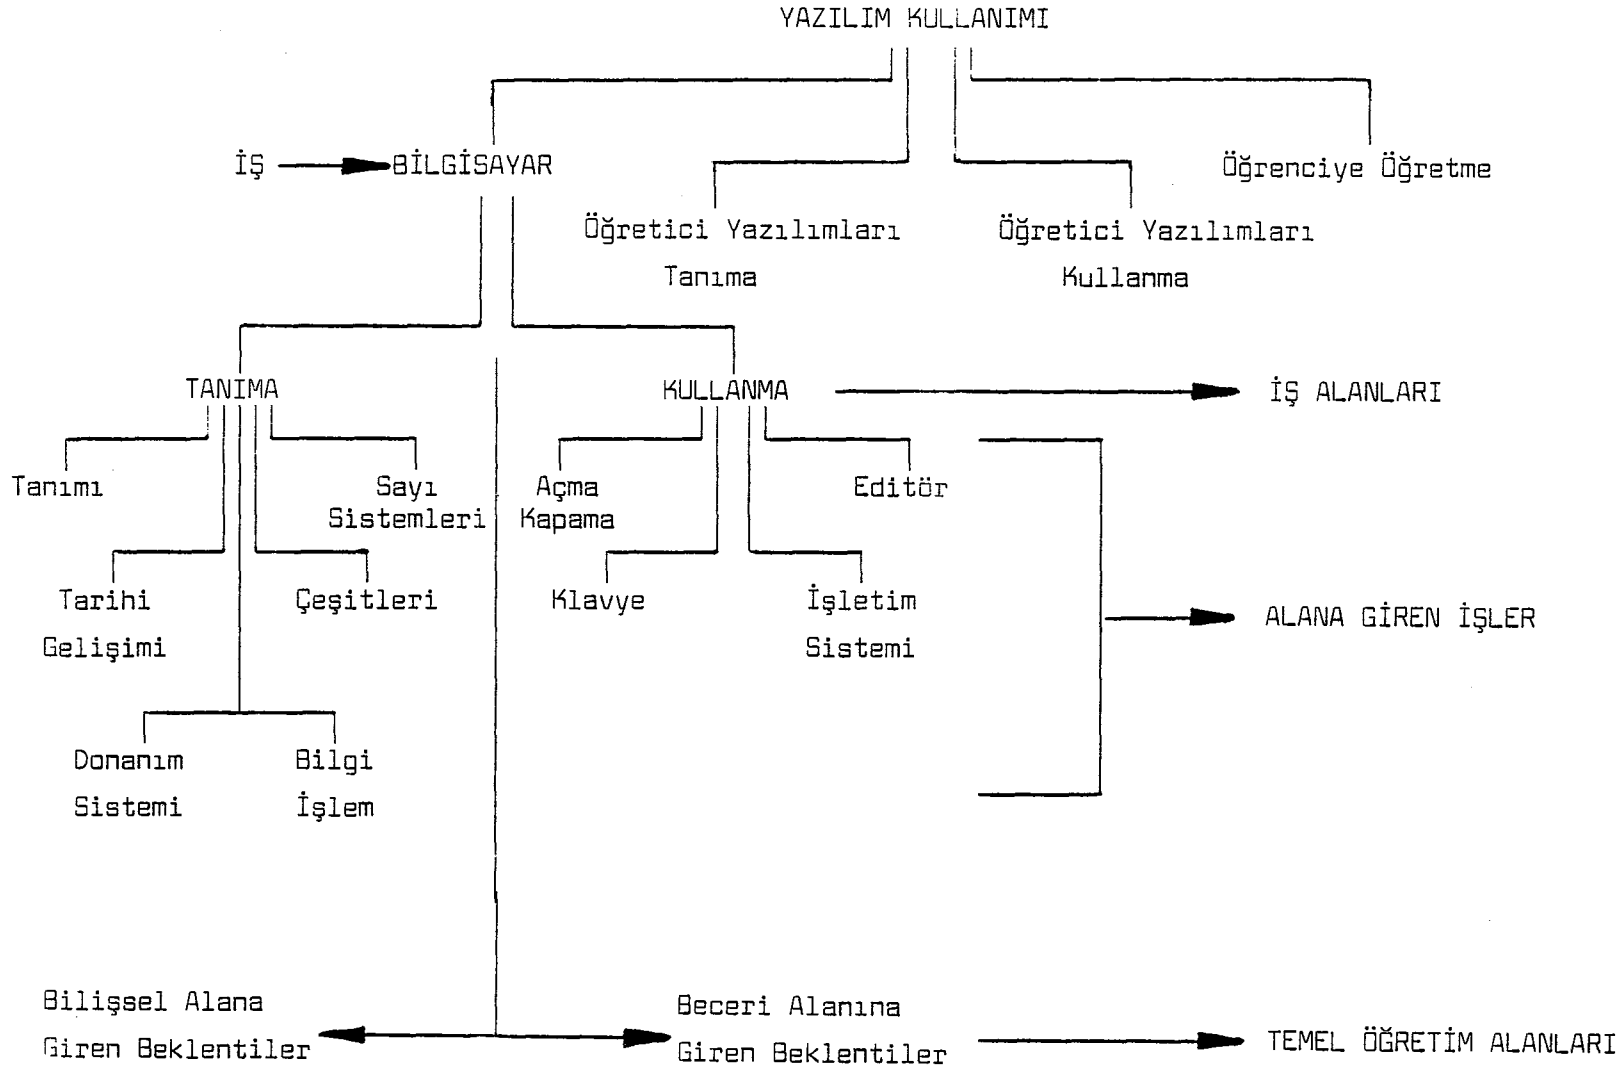 YAZILIM KULLANIMI
İŞ
BİLGİSAYAR
Öğrenciye Öğretme
Öğretici Yazılımları
Tanıma
Öğretici Yazılımları
Kullanma
TANIMA
KULLANMA
İŞ ALANLARI
Tanımı
Sayı
Sistemleri
Açma
Kapama
Editör
Tarihi
Gelişimi
Çeşitleri
Klavye
İşletim
Sistemi
ALANA GİREN İŞLER
Donanım
Sistemi
Bilgi
İşlem
Bilişsel Alana
Giren Beklentiler
Beceri Alanına
Giren Beklentiler
TEMEL ÖĞRETİM ALANLARI